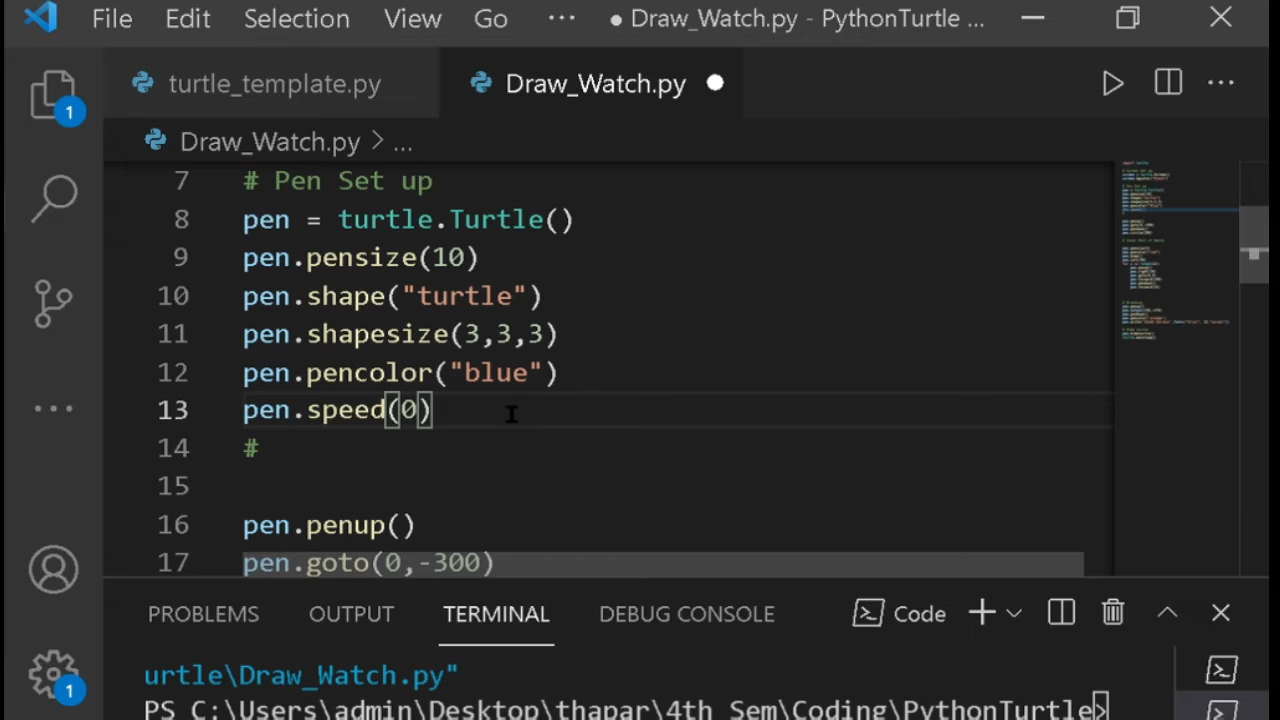 File Edit Selection View Go ··· ● Draw_Watch.py - PythonTurtle ...
turtle_template.py Draw_Watch.py
Draw_Watch.py > ...
7 # Pen Set up
8 pen = turtle.Turtle()
9 pen.pensize(10)
10 pen.shape("turtle")
11 pen.shapesize(3,3,3)
12 pen.pencolor("blue")
13 pen.speed(0)
14 #
15
16 pen.penup()
17 pen.goto(0,-300)
1
1
PROBLEMS OUTPUT TERMINAL DEBUG CONSOLE Code
urtle\Draw_Watch.py"
PS C:\Users\admin\Desktop\thapar\4th Sem\Coding\PythonTurtle>